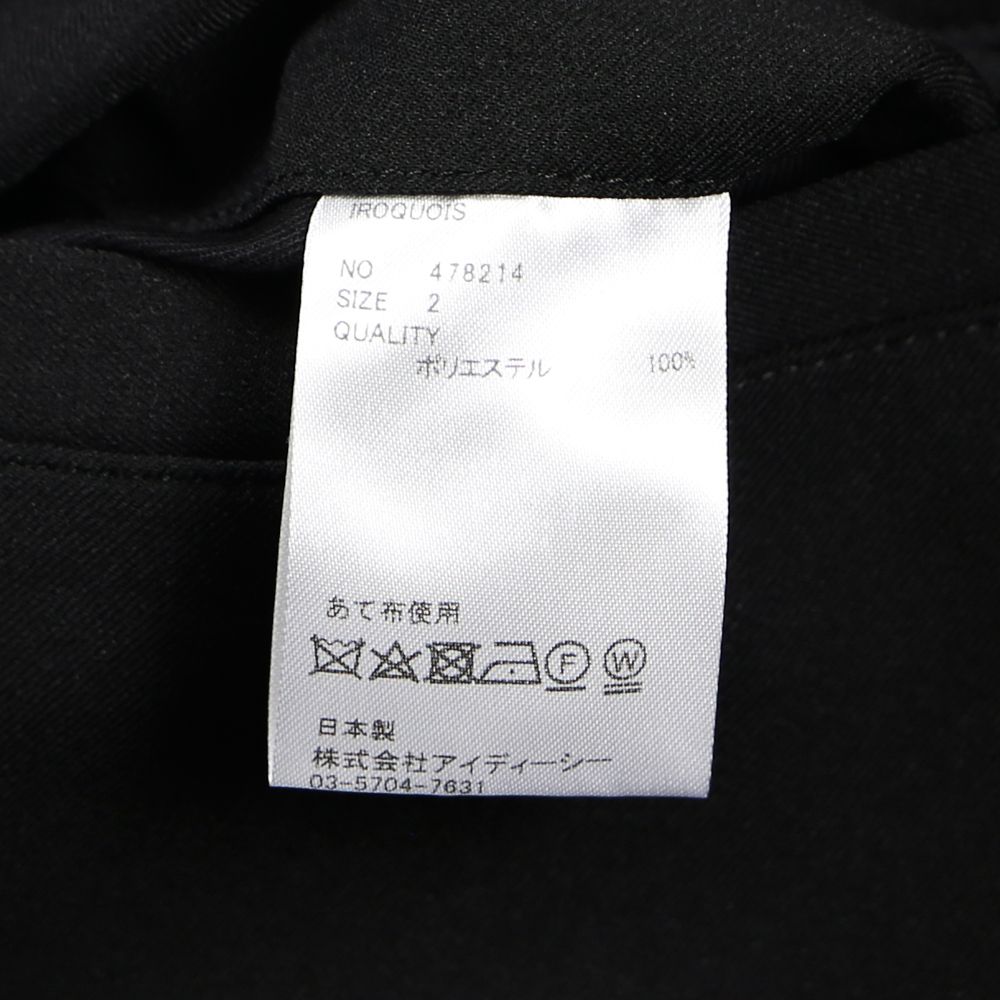 IROQUOIS
NO 478214
SIZE 2
QUALITY
ポリエステル 100%
あて布使用
F W
日本製
株式会社アイディーシー
03-5704-7631